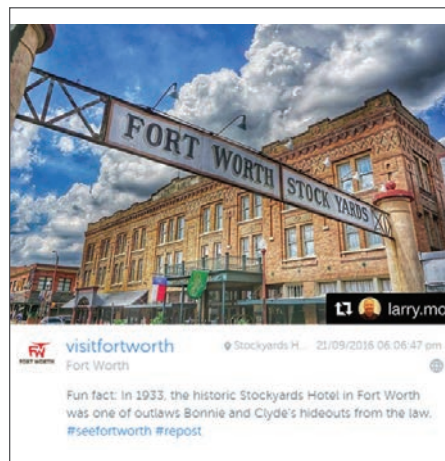 FORT WORTH STOCK YARDS
larry.mo
FORT WORTH
visitfortworth
Stockyards H... 21/09/2016 06:06:47 pm
Fort Worth
Fun fact: In 1933, the historic Stockyards Hotel in Fort Worth
was one of outlaws Bonnie and Clyde's hideouts from the law.
#seefortworth #repost